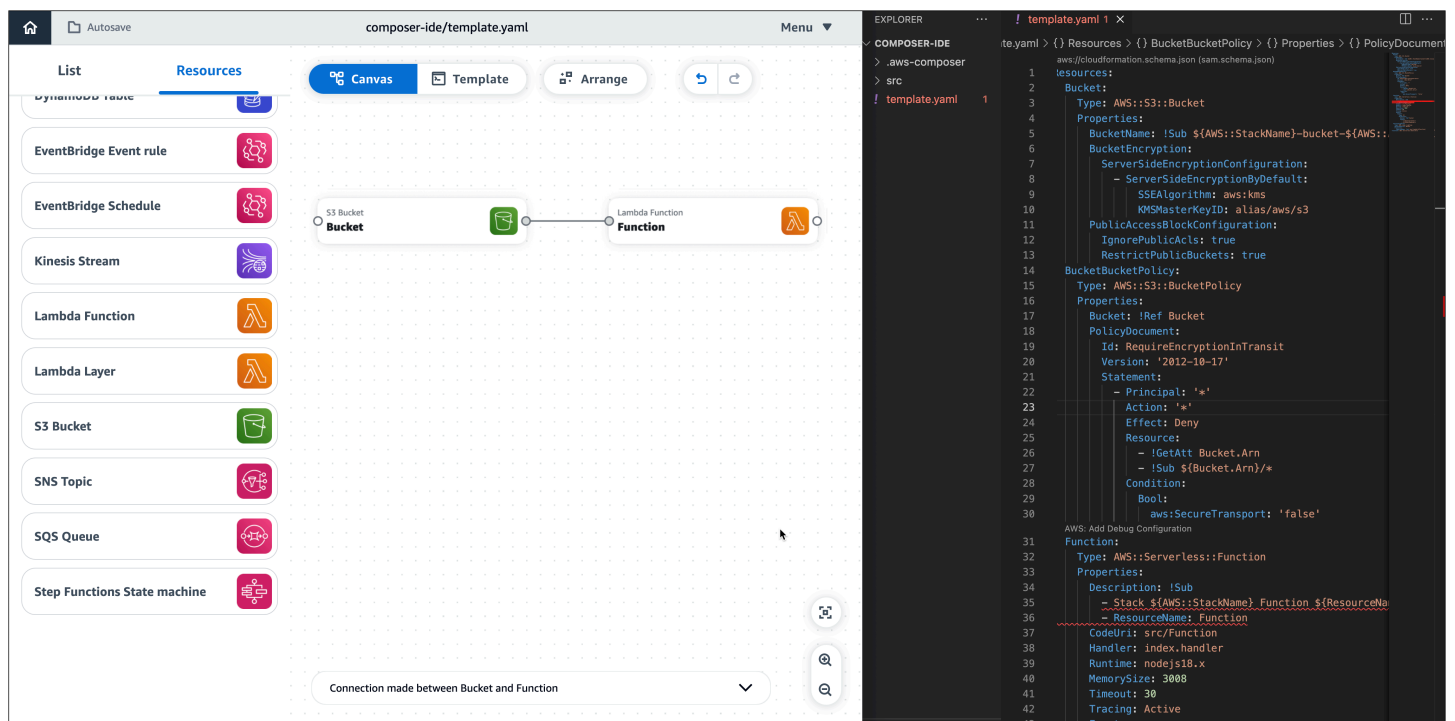 Autosave
composer-ide/template.yaml
Menu
List
Resources
Canvas
Template
Arrange
DynamoDB Table
EventBridge Event rule
EventBridge Schedule
Kinesis Stream
Lambda Function
Lambda Layer
S3 Bucket
SNS Topic
SQS Queue
Step Functions State machine
S3 Bucket
Bucket
Lambda Function
Function
Connection made between Bucket and Function
EXPLORER
COMPOSER-IDE
> .aws-composer
> src
! template.yaml 1
! template.yaml 1 ×
te.yaml > {} Resources > {} BucketBucketPolicy > {} Properties > {} PolicyDocument
aws://cloudformation.schema.json (sam.schema.json)
1 Resources:
2 Bucket:
3 Type: AWS::S3::Bucket
4 Properties:
5 BucketName: !Sub ${AWS::StackName}-bucket-${AWS::
6 BucketEncryption:
7 ServerSideEncryptionConfiguration:
8 - ServerSideEncryptionByDefault:
9 SSEAlgorithm: aws:kms
10 KMSMasterKeyID: alias/aws/s3
11 PublicAccessBlockConfiguration:
12 IgnorePublicAcls: true
13 RestrictPublicBuckets: true
14 BucketBucketPolicy:
15 Type: AWS::S3::BucketPolicy
16 Properties:
17 Bucket: !Ref Bucket
18 PolicyDocument:
19 Id: RequireEncryptionInTransit
20 Version: '2012-10-17'
21 Statement:
22 - Principal: '*'
23 Action: '*'
24 Effect: Deny
25 Resource:
26 - !GetAtt Bucket.Arn
27 - !Sub ${Bucket.Arn}/*
28 Condition:
29 Bool:
30 aws:SecureTransport: 'false'
AWS: Add Debug Configuration
31 Function:
32 Type: AWS::Serverless::Function
33 Properties:
34 Description: !Sub
35 - Stack ${AWS::StackName} Function ${ResourceNa
36 - ResourceName: Function
37 CodeUri: src/Function
38 Handler: index.handler
39 Runtime: nodejs18.x
40 MemorySize: 3008
41 Timeout: 30
42 Tracing: Active